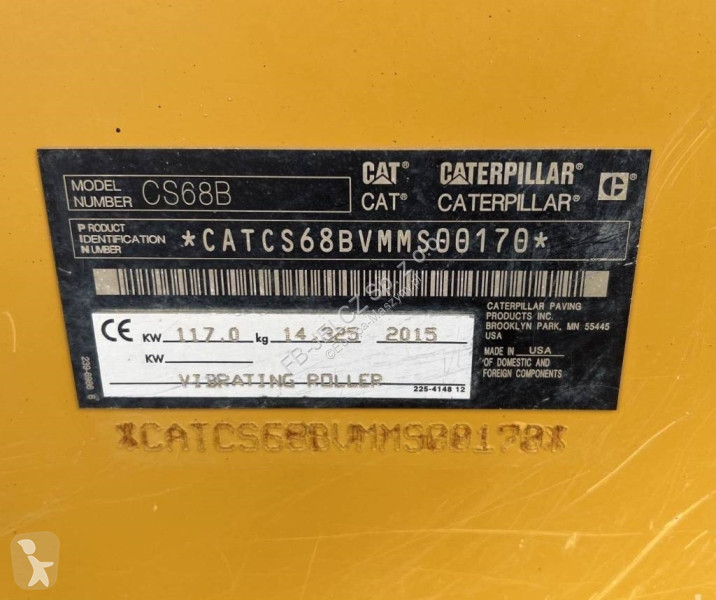 MODEL NUMBER CS68B
CAT® CATERPILLAR®
CAT® CATERPILLAR®
PRODUCT IDENTIFICATION NUMBER *CATCS68BVMMS00170*
CATERPILLAR PAVING
PRODUCTS INC.
BROOKLYN PARK, MN 55445
USA
CE KW 117.0 kg 14.325 2015
KW
VIBRATING ROLLER
225-4148 12
MADE IN USA
OF DOMESTIC AND
FOREIGN COMPONENTS
*CATCS68BVMMS00170*